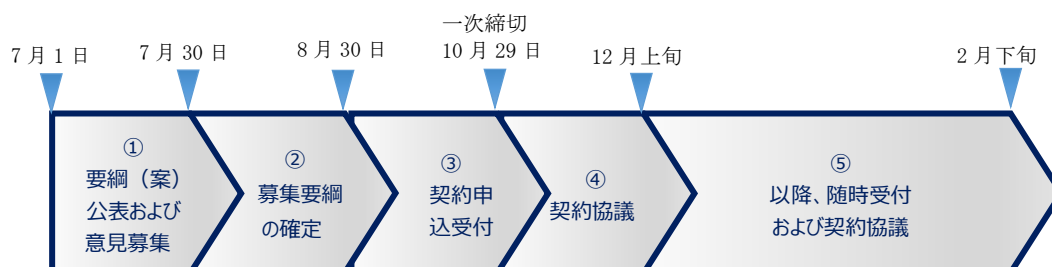 一次締切
7月1日
7月30日
8月30日
10月29日
12月上旬
2月下旬
①
要綱（案）
公表および
意見募集
②
募集要綱
の確定
③
契約申
込受付
④
契約協議
⑤
以降、随時受付
および契約協議